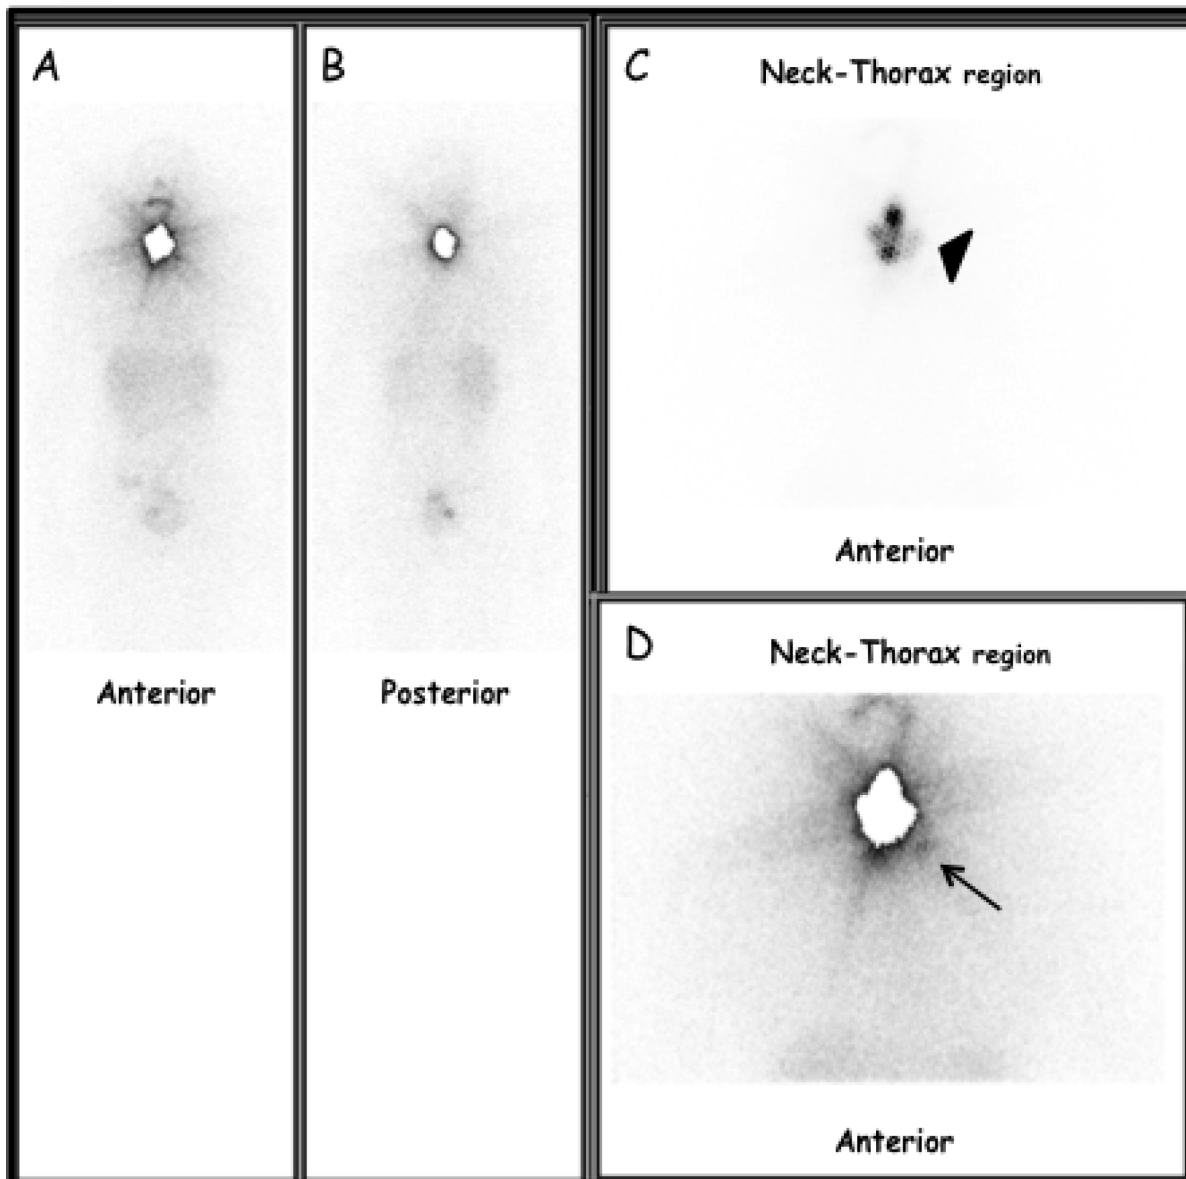 A
B
C
Neck-Thorax region
Anterior
Posterior
Anterior
D
Neck-Thorax region
Anterior